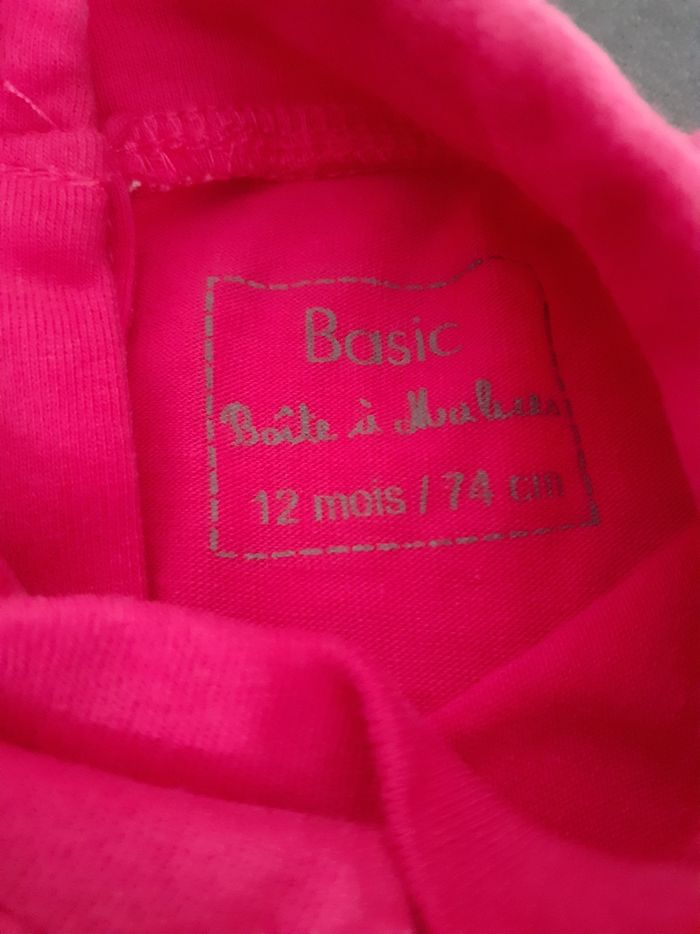 Basic
Boîte à Malices
12 mois / 74 cm